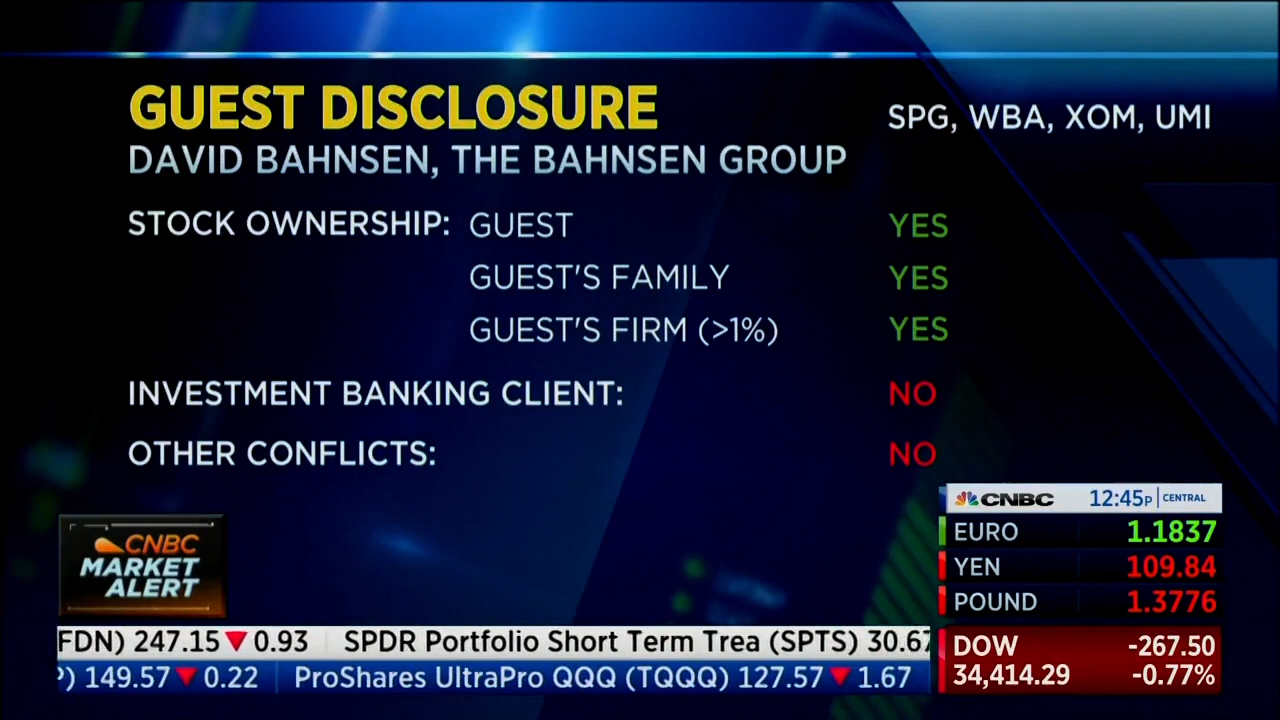 GUEST DISCLOSURE
SPG, WBA, XOM, UMI
DAVID BAHNSEN, THE BAHNSEN GROUP
STOCK OWNERSHIP: GUEST YES
GUEST'S FAMILY YES
GUEST'S FIRM (>1%) YES
INVESTMENT BANKING CLIENT: NO
OTHER CONFLICTS: NO
CNBC 12:45P CENTRAL
EURO 1.1837
YEN 109.84
POUND 1.3776
DOW -267.50
34,414.29 -0.77%
CNBC
MARKET
ALERT
FDN) 247.15 ▼ 0.93 SPDR Portfolio Short Term Trea (SPTS) 30.67
) 149.57 ▼ 0.22 ProShares UltraPro QQQ (TQQQ) 127.57 ▼ 1.67